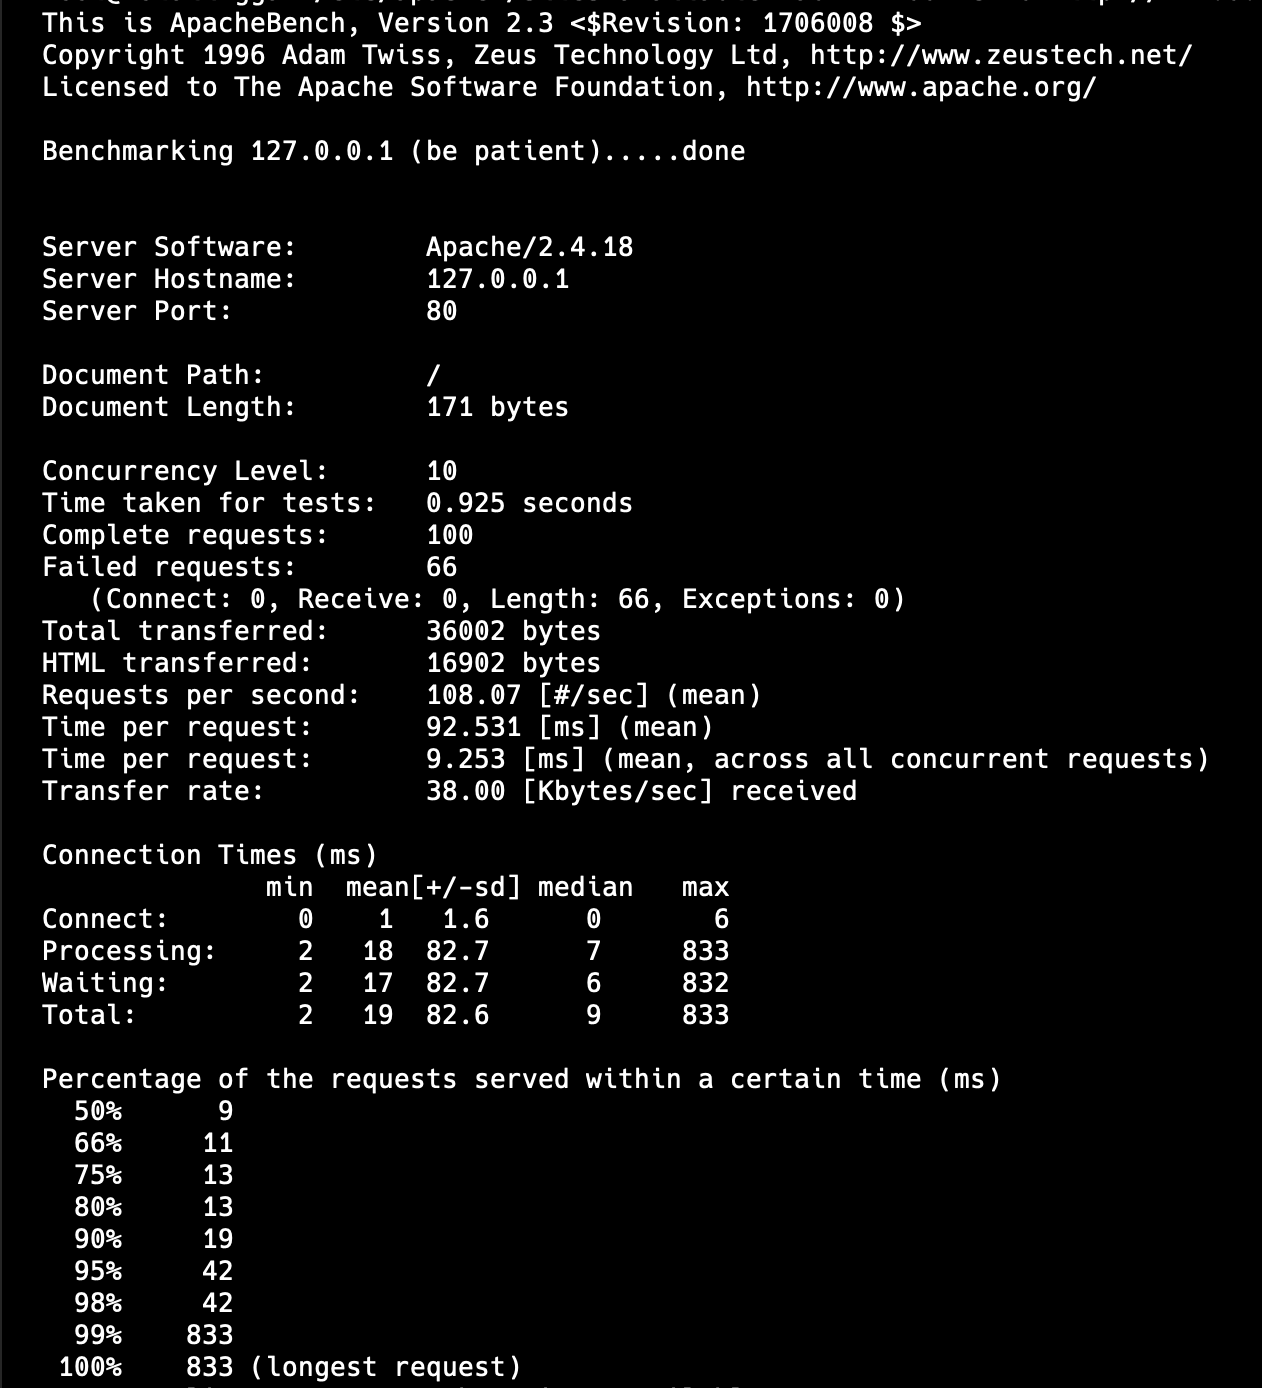 This is ApacheBench, Version 2.3 <$Revision: 1706008 $>
Copyright 1996 Adam Twiss, Zeus Technology Ltd, http://www.zeustech.net/
Licensed to The Apache Software Foundation, http://www.apache.org/

Benchmarking 127.0.0.1 (be patient).....done


Server Software:        Apache/2.4.18
Server Hostname:        127.0.0.1
Server Port:            80

Document Path:          /
Document Length:        171 bytes

Concurrency Level:      10
Time taken for tests:   0.925 seconds
Complete requests:      100
Failed requests:        66
   (Connect: 0, Receive: 0, Length: 66, Exceptions: 0)
Total transferred:      36002 bytes
HTML transferred:       16902 bytes
Requests per second:    108.07 [#/sec] (mean)
Time per request:       92.531 [ms] (mean)
Time per request:       9.253 [ms] (mean, across all concurrent requests)
Transfer rate:          38.00 [Kbytes/sec] received

Connection Times (ms)
              min  mean[+/-sd] median   max
Connect:        0    1   1.6      0       6
Processing:     2   18  82.7      7     833
Waiting:        2   17  82.7      6     832
Total:          2   19  82.6      9     833

Percentage of the requests served within a certain time (ms)
  50%      9
  66%     11
  75%     13
  80%     13
  90%     19
  95%     42
  98%     42
  99%    833
 100%    833 (longest request)